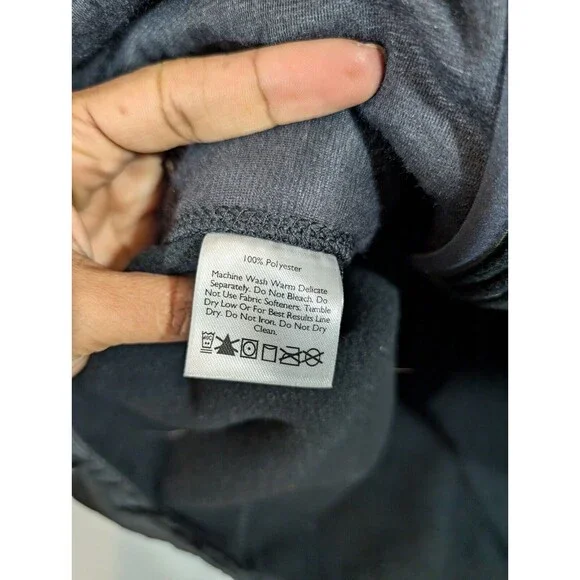 100% Polyester
Machine Wash Warm Delicate
Separately. Do Not Bleach. Do
Not Use Fabric Softeners. Tumble
Dry Low Or For Best Results Line
Dry. Do Not Iron. Do Not Dry
Clean.